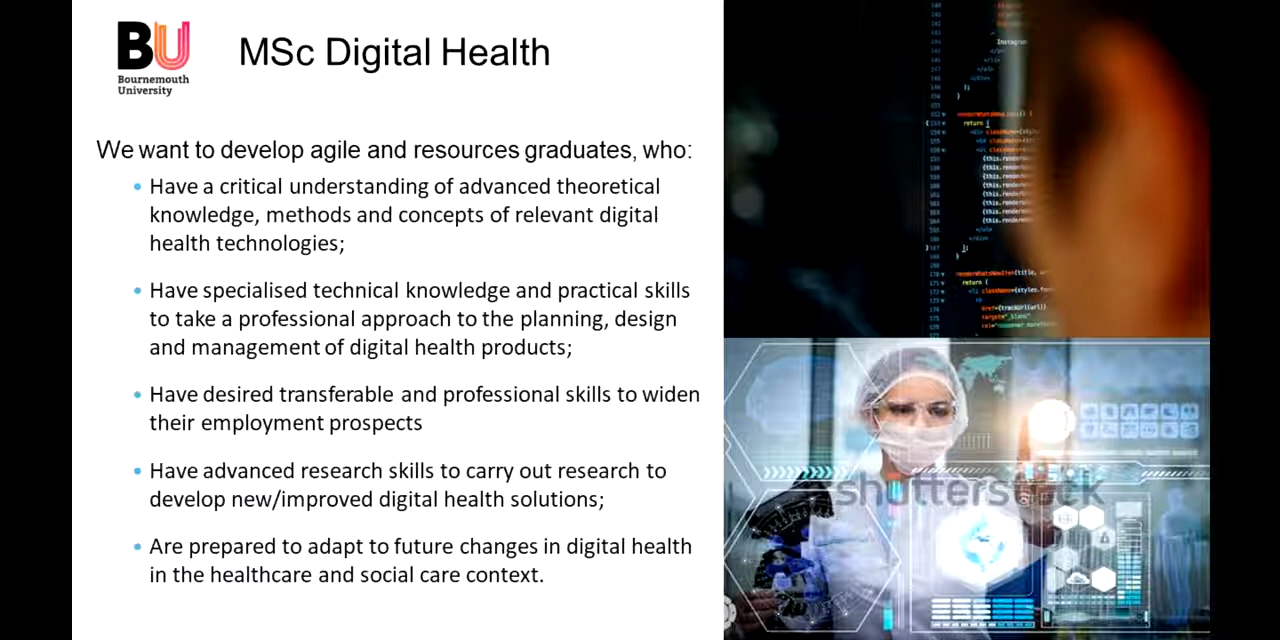 BU
Bournemouth
University
MSc Digital Health
We want to develop agile and resources graduates, who:
• Have a critical understanding of advanced theoretical
knowledge, methods and concepts of relevant digital
health technologies;
• Have specialised technical knowledge and practical skills
to take a professional approach to the planning, design
and management of digital health products;
• Have desired transferable and professional skills to widen
their employment prospects
• Have advanced research skills to carry out research to
develop new/improved digital health solutions;
• Are prepared to adapt to future changes in digital health
in the healthcare and social care context.
Instagram
return {
return (
shutterstock